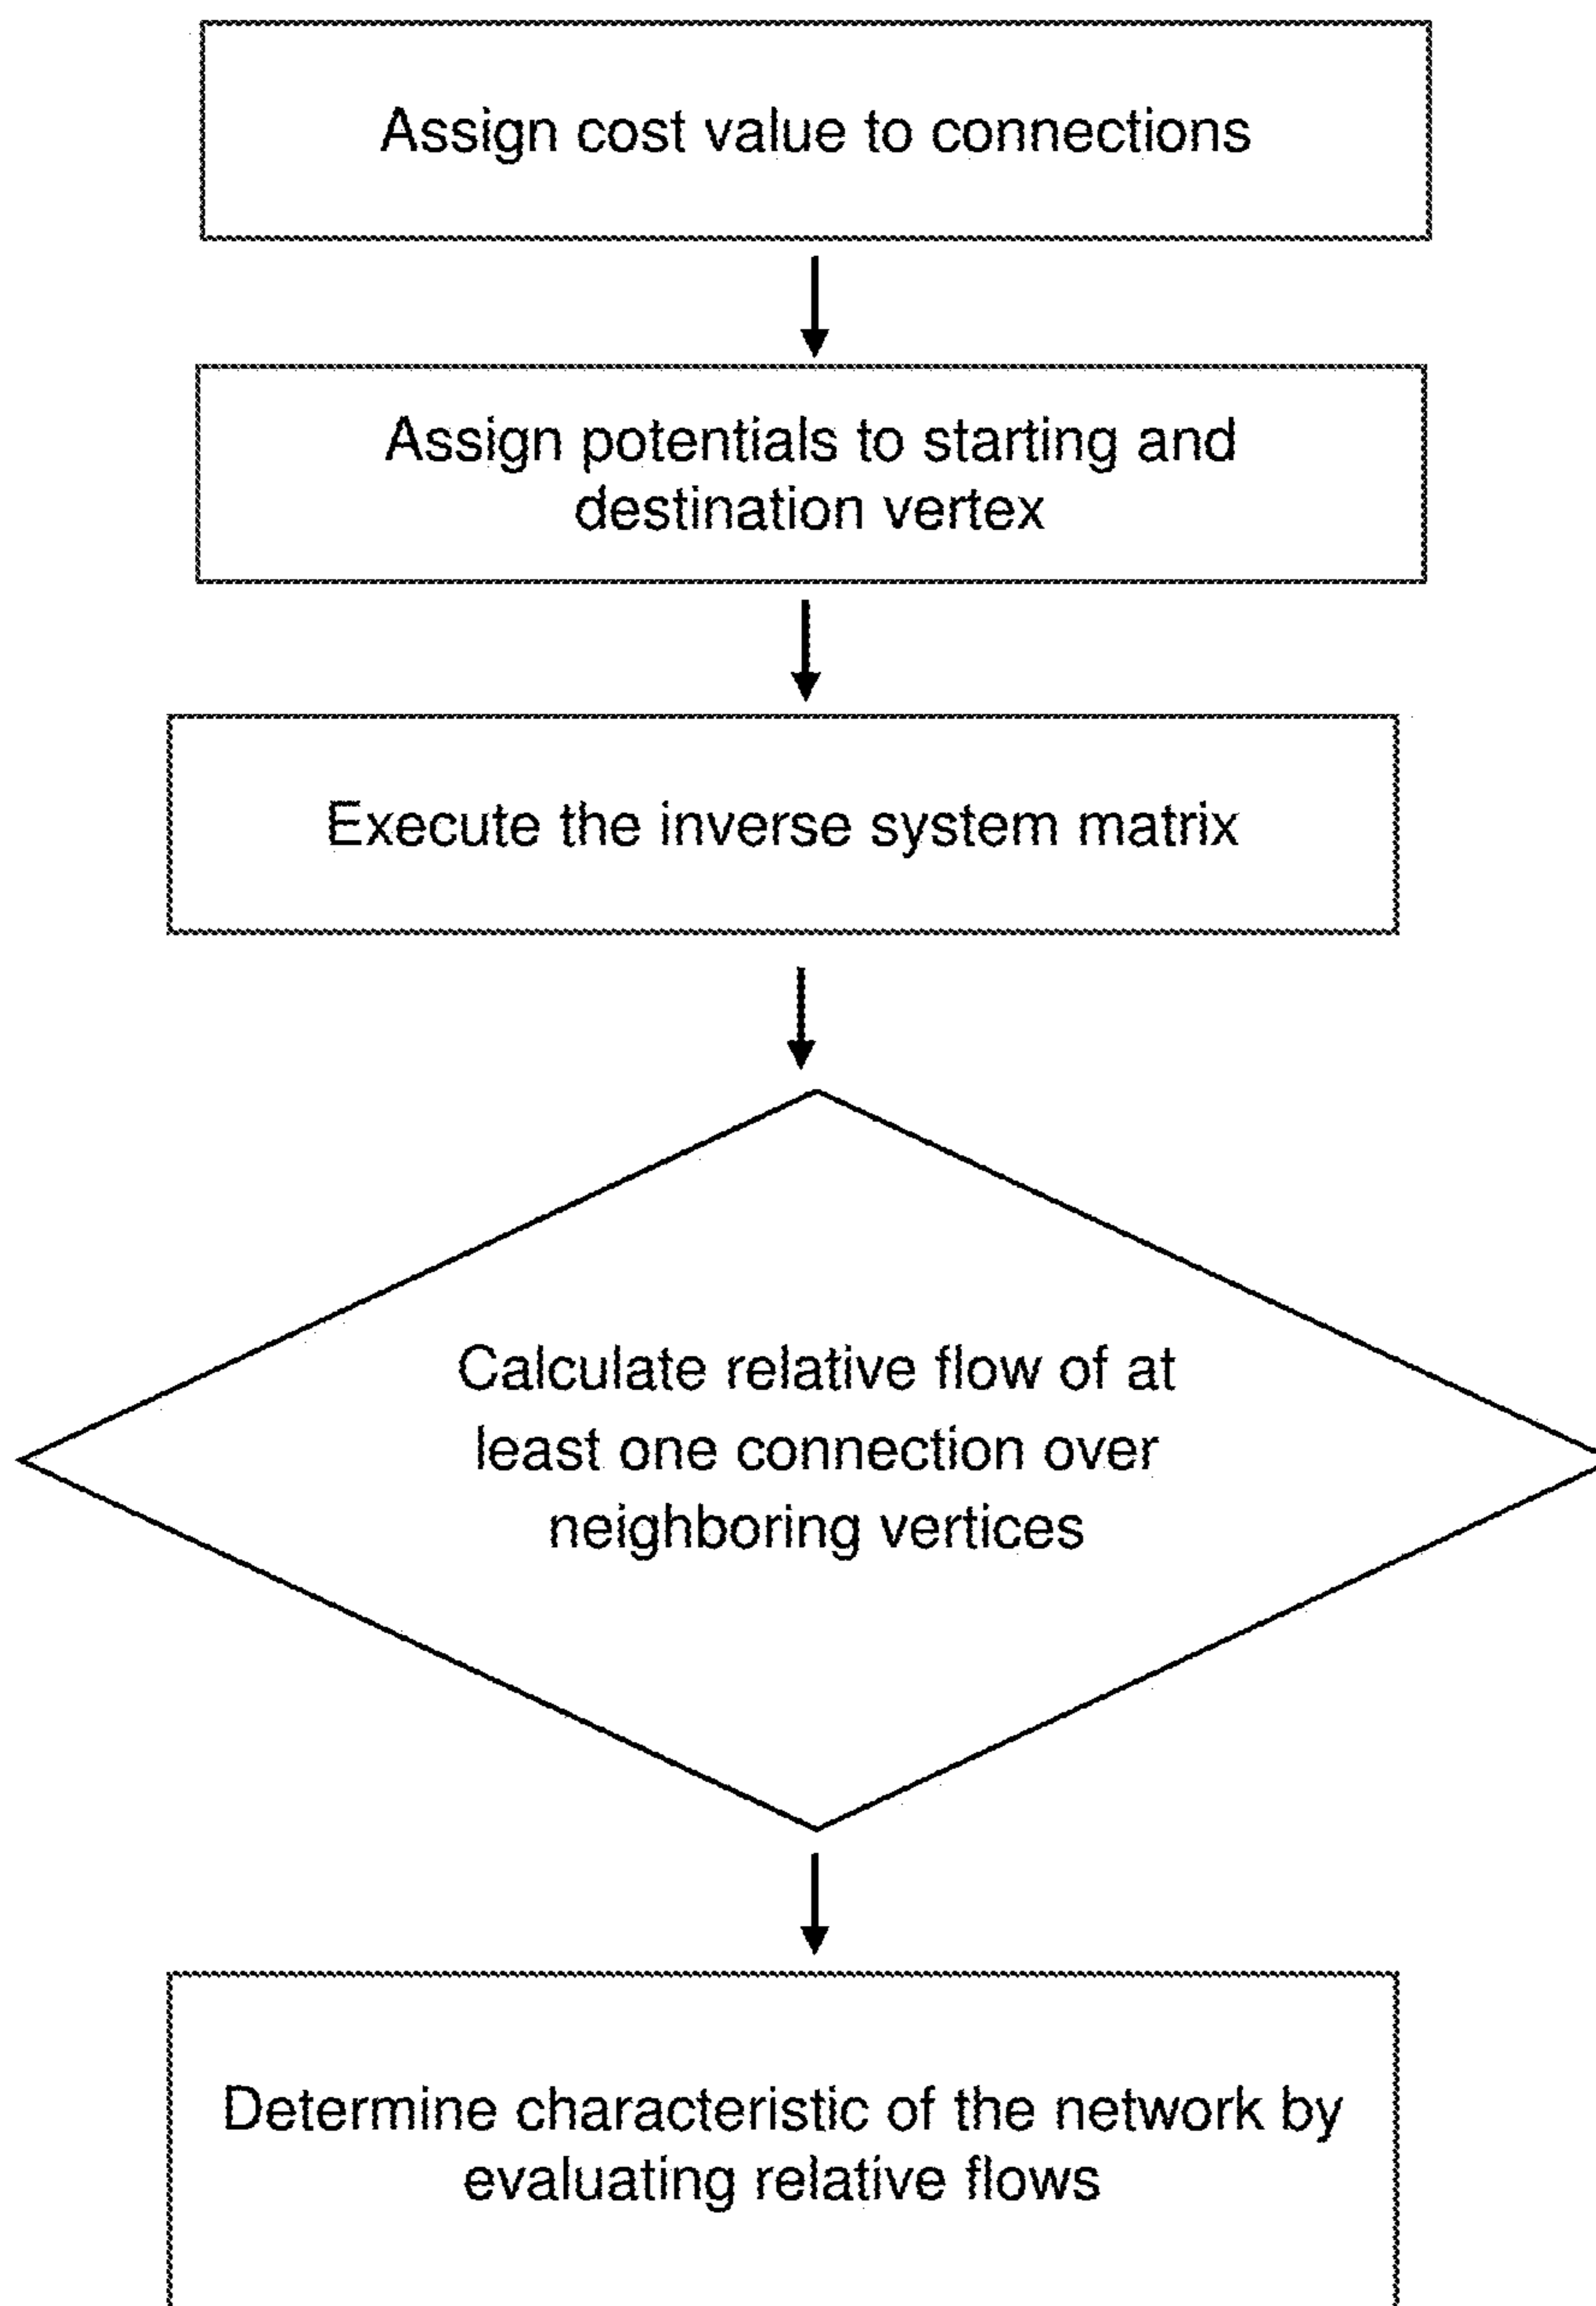 Assign cost value to connections
Assign potentials to starting and
destination vertex
Execute the inverse system matrix
Calculate relative flow of at
least one connection over
neighboring vertices
Determine characteristic of the network by
evaluating relative flows